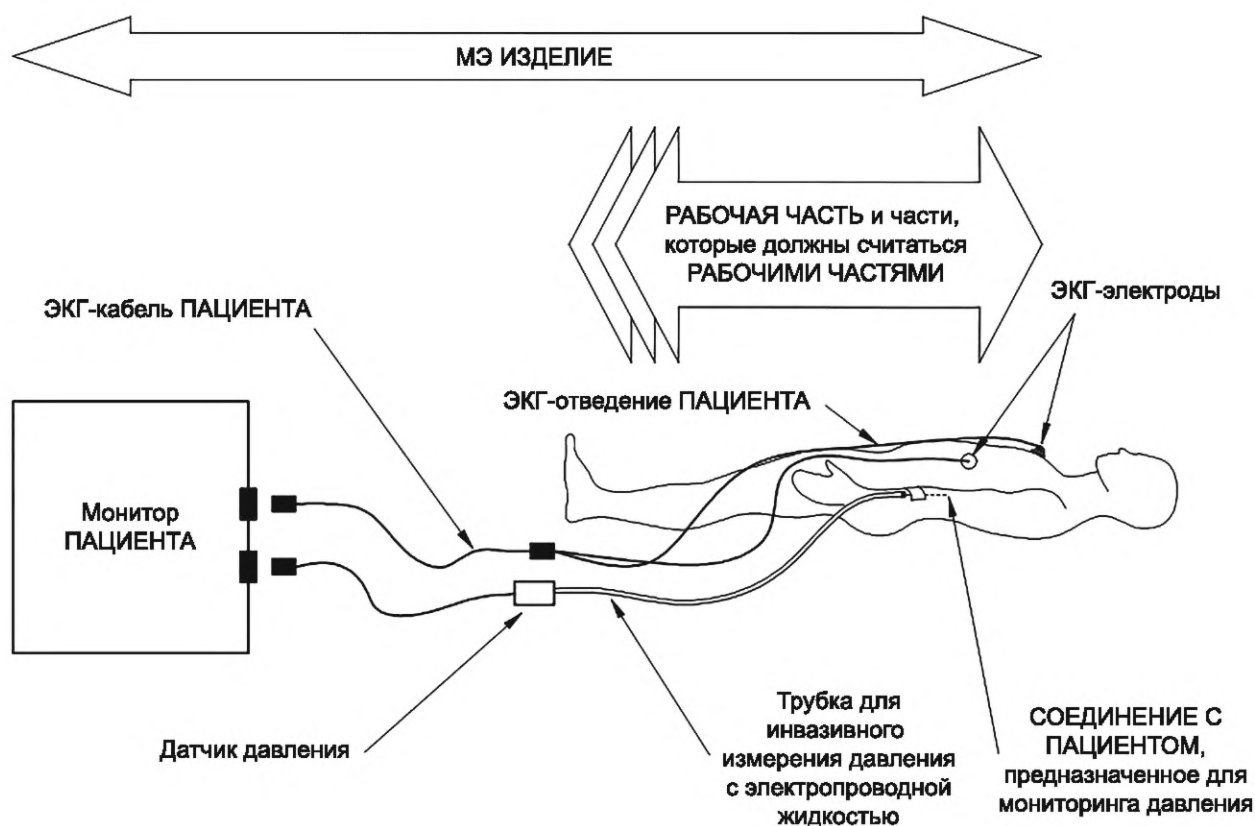 МЭ ИЗДЕЛИЕ
РАБОЧАЯ ЧАСТЬ и части,
которые должны считаться
РАБОЧИМИ ЧАСТЯМИ
ЭКГ-электроды
ЭКГ-кабель ПАЦИЕНТА
ЭКГ-отведение ПАЦИЕНТА
Монитор
ПАЦИЕНТА
Датчик давления
Трубка для
инвазивного
измерения давления
с электропроводной
жидкостью
СОЕДИНЕНИЕ С
ПАЦИЕНТОМ,
предназначенное для
мониторинга давления